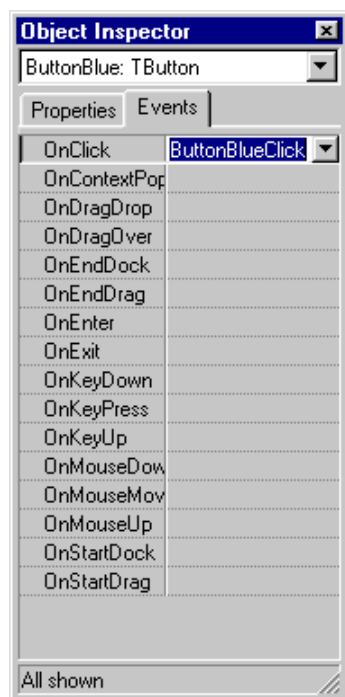 Object Inspector
ButtonBlue: TButton
Properties Events
OnClick ButtonBlueClick
OnContextPop
OnDragDrop
OnDragOver
OnEndDock
OnEndDrag
OnEnter
OnExit
OnKeyDown
OnKeyPress
OnKeyUp
OnMouseDow
OnMouseMov
OnMouseUp
OnStartDock
OnStartDrag
All shown